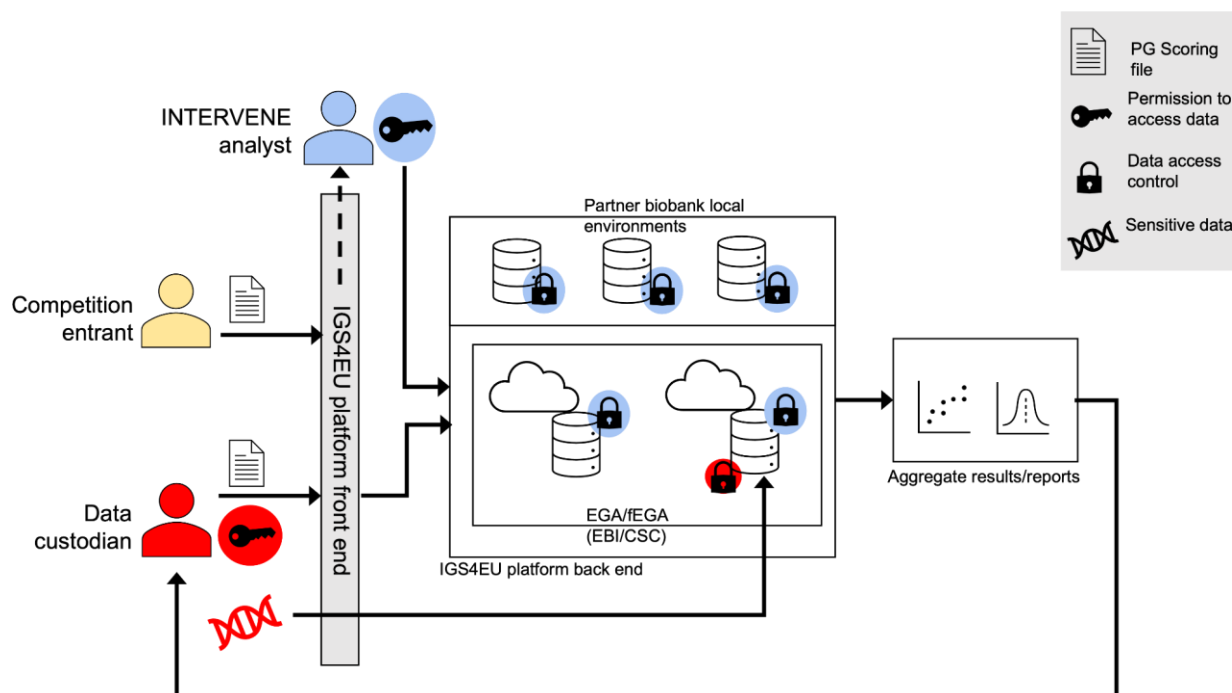 PG Scoring
file
Permission to
access data
Data access
control
Sensitive data
INTERVENE
analyst
Competition
entrant
Data
custodian
IGS4EU platform front end
Partner biobank local
environments
EGA/fEGA
(EBI/CSC)
IGS4EU platform back end
Aggregate results/reports